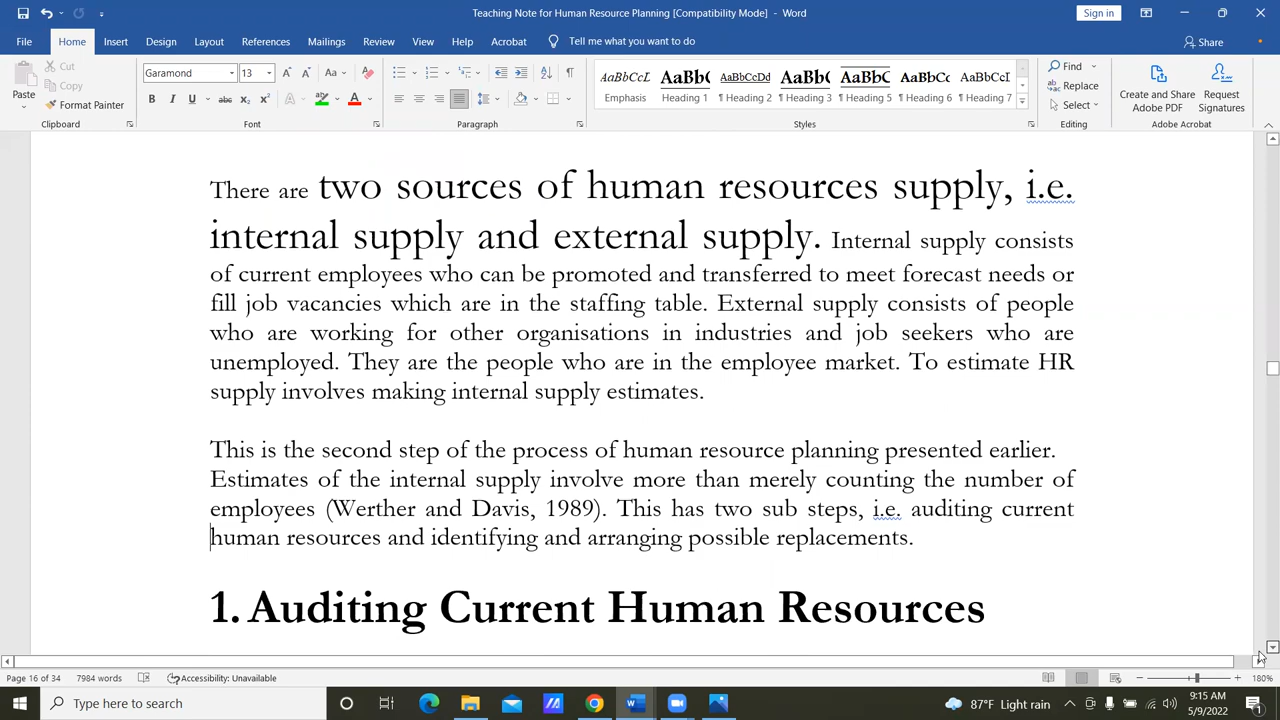 Teaching Note for Human Resource Planning [Compatibility Mode] - Word
Sign in
File Home Insert Design Layout References Mailings Review View Help Acrobat Tell me what you want to do Share
Paste
Cut
Copy
Format Painter
Clipboard
Garamond 13
Font
Paragraph
AaBbCcL AaBb( AaBbCcDd AaBb( AaBbC AaBbCc AaBbCcI
Emphasis Heading 1 ¶ Heading 2 ¶ Heading 3 ¶ Heading 5 ¶ Heading 6 ¶ Heading 7
Styles
Find
Replace
Select
Editing
Create and Share Adobe PDF
Request Signatures
Adobe Acrobat
There are two sources of human resources supply, i.e.
internal supply and external supply. Internal supply consists
of current employees who can be promoted and transferred to meet forecast needs or
fill job vacancies which are in the staffing table. External supply consists of people
who are working for other organisations in industries and job seekers who are
unemployed. They are the people who are in the employee market. To estimate HR
supply involves making internal supply estimates.
This is the second step of the process of human resource planning presented earlier.
Estimates of the internal supply involve more than merely counting the number of
employees (Werther and Davis, 1989). This has two sub steps, i.e. auditing current
human resources and identifying and arranging possible replacements.
1. Auditing Current Human Resources
Page 16 of 34 7984 words Accessibility: Unavailable 180%
Type here to search
87°F Light rain
9:15 AM
5/9/2022